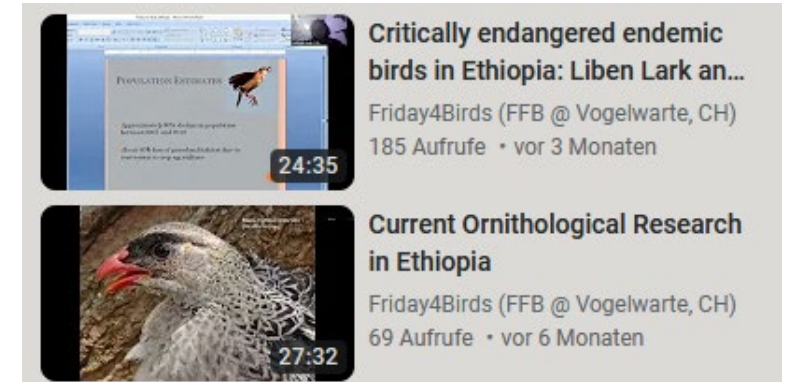 Critically endangered endemic
birds in Ethiopia: Liben Lark an...
Friday4Birds (FFB @ Vogelwarte, CH)
185 Aufrufe • vor 3 Monaten
POPULATION ESTIMATES
24:35
Current Ornithological Research
in Ethiopia
Friday4Birds (FFB @ Vogelwarte, CH)
69 Aufrufe • vor 6 Monaten
27:32